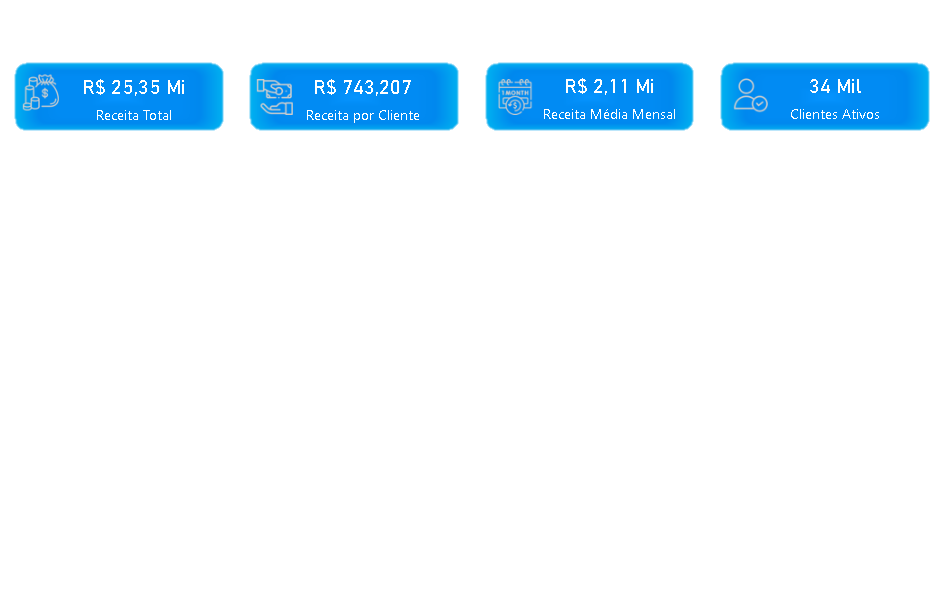 R$ 25,35 Mi
Receita Total
R$ 743,207
Receita por Cliente
1 MONTH
R$ 2,11 Mi
Receita Média Mensal
34 Mil
Clientes Ativos